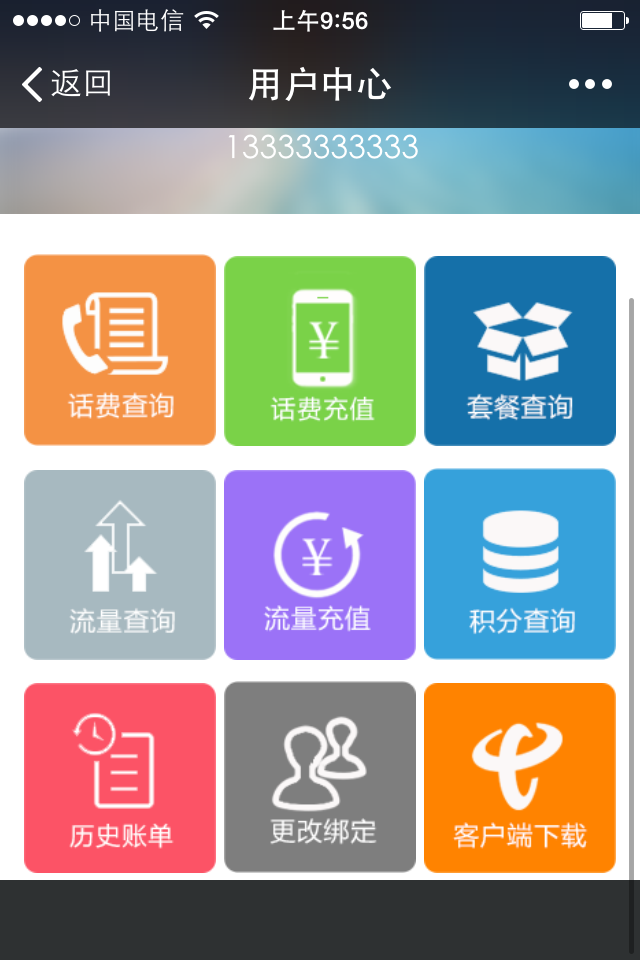 中国电信 上午9:56
返回 用户中心
13333333333
话费查询 话费充值 套餐查询
流量查询 流量充值 积分查询
历史账单 更改绑定 客户端下载